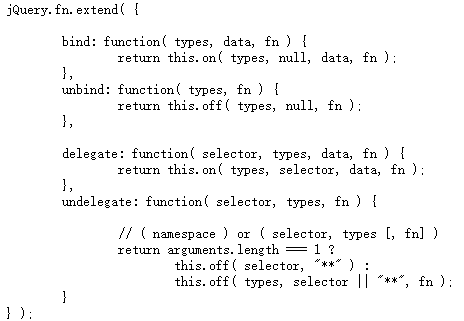 jQuery.fn.extend( {
bind: function( types, data, fn ) {
return this.on( types, null, data, fn );
},
unbind: function( types, fn ) {
return this.off( types, null, fn );
},
delegate: function( selector, types, data, fn ) {
return this.on( types, selector, data, fn );
},
undelegate: function( selector, types, fn ) {
// ( namespace ) or ( selector, types [, fn] )
return arguments.length === 1 ?
this.off( selector, "**" ) :
this.off( types, selector || "**", fn );
}
} );